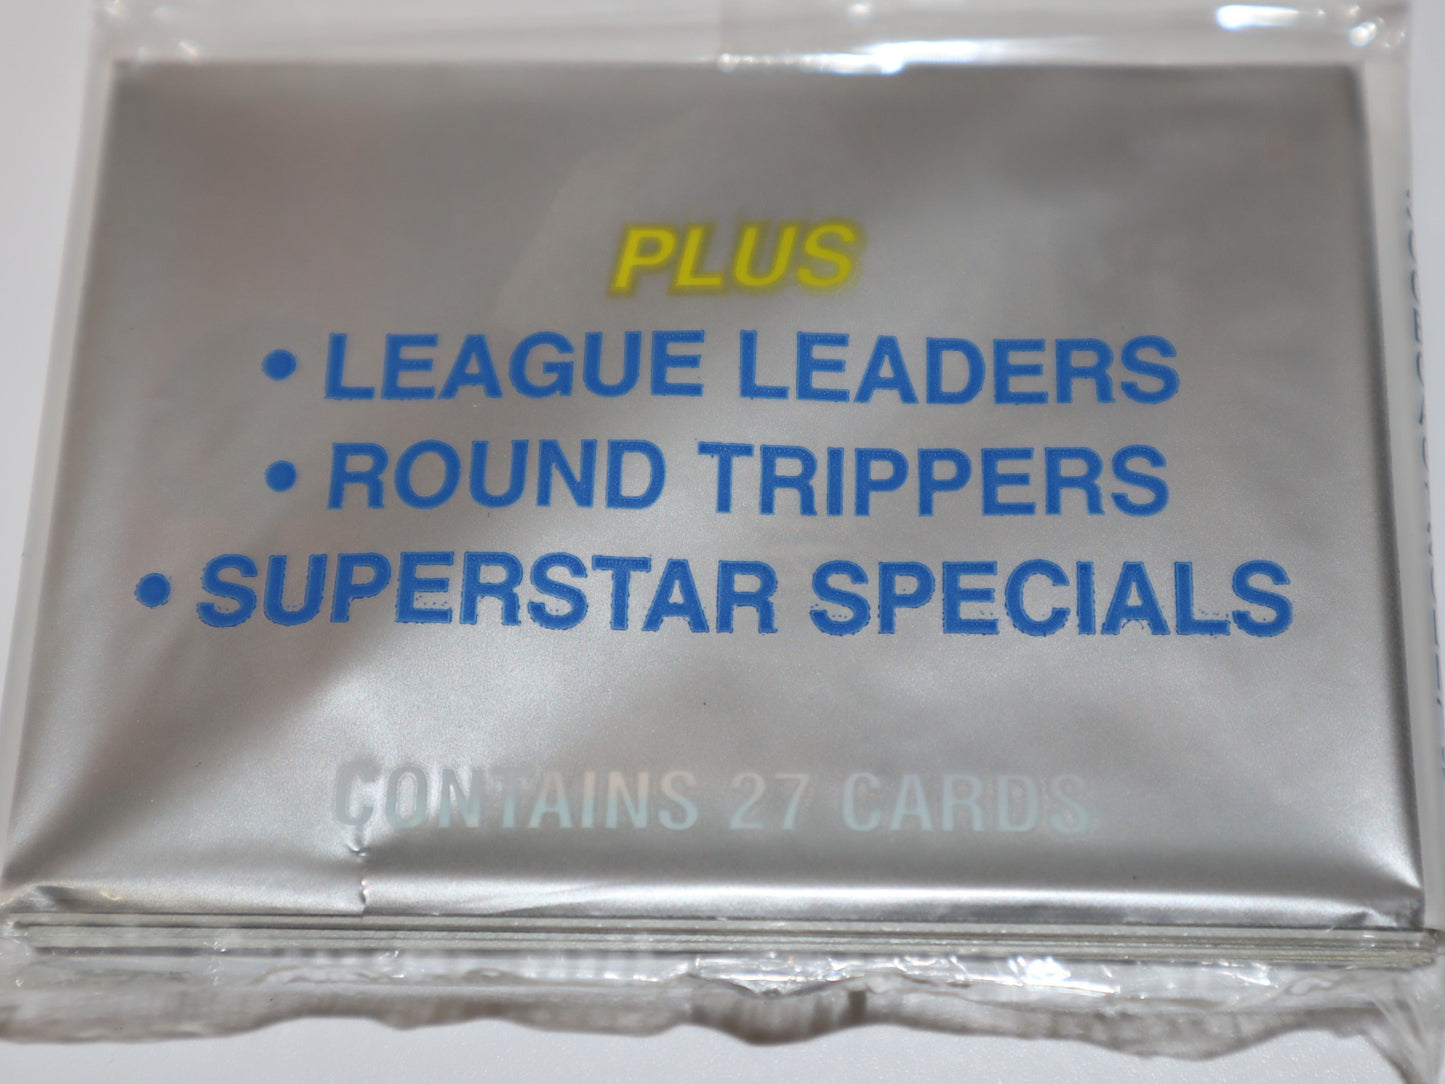 PLUS
• LEAGUE LEADERS
• ROUND TRIPPERS
• SUPERSTAR SPECIALS
CONTAINS 27 CARDS